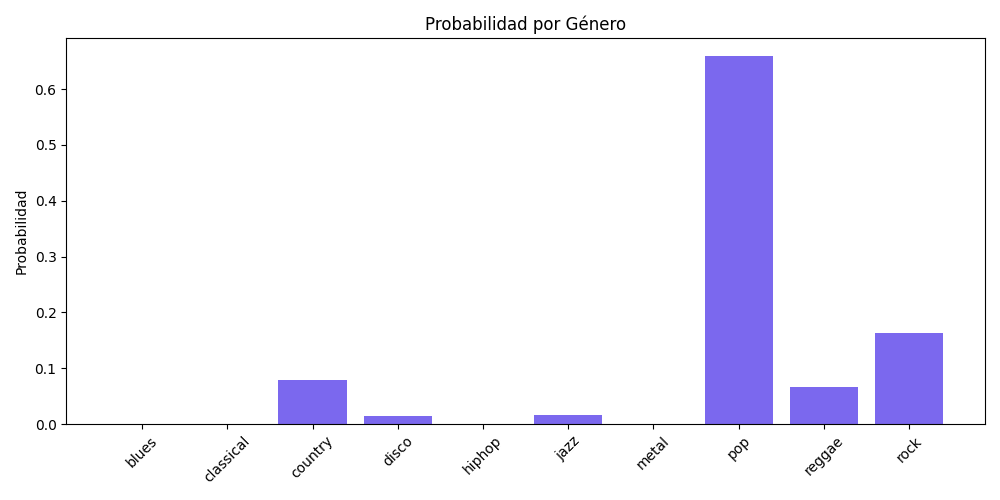 Probabilidad por Género
Probabilidad
0.6
0.5
0.4
0.3
0.2
0.1
0.0
blues
classical
country
disco
hiphop
jazz
metal
pop
reggae
rock